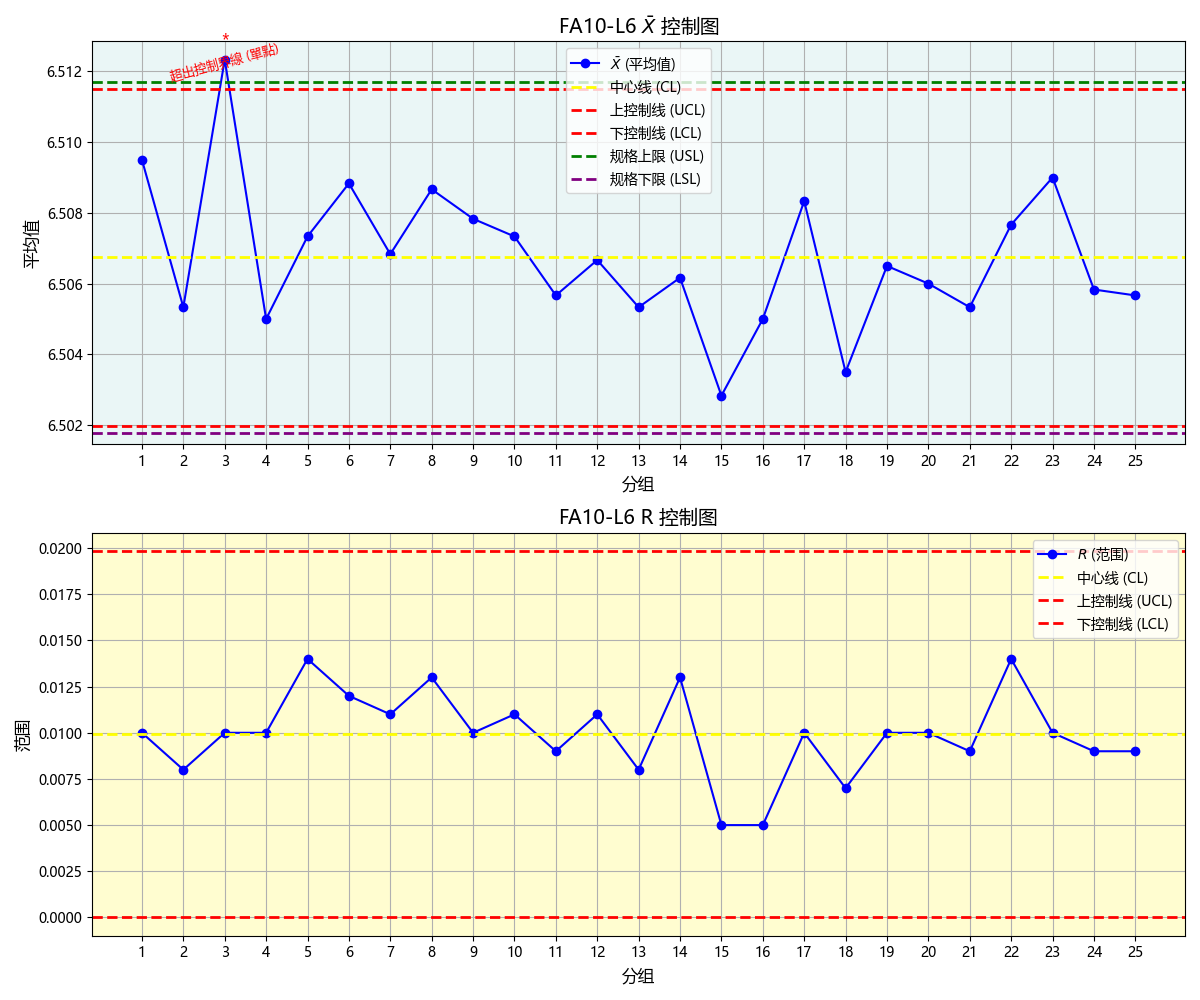 FA10-L6 X̄ 控制图
*
超出控制界線 (單點)
X̄ (平均值)
中心线 (CL)
上控制线 (UCL)
下控制线 (LCL)
规格上限 (USL)
规格下限 (LSL)
平均值
6.512
6.510
6.508
6.506
6.504
6.502
1 2 3 4 5 6 7 8 9 10 11 12 13 14 15 16 17 18 19 20 21 22 23 24 25
分组
FA10-L6 R 控制图
R (范围)
中心线 (CL)
上控制线 (UCL)
下控制线 (LCL)
范围
0.0200
0.0175
0.0150
0.0125
0.0100
0.0075
0.0050
0.0025
0.0000
1 2 3 4 5 6 7 8 9 10 11 12 13 14 15 16 17 18 19 20 21 22 23 24 25
分组